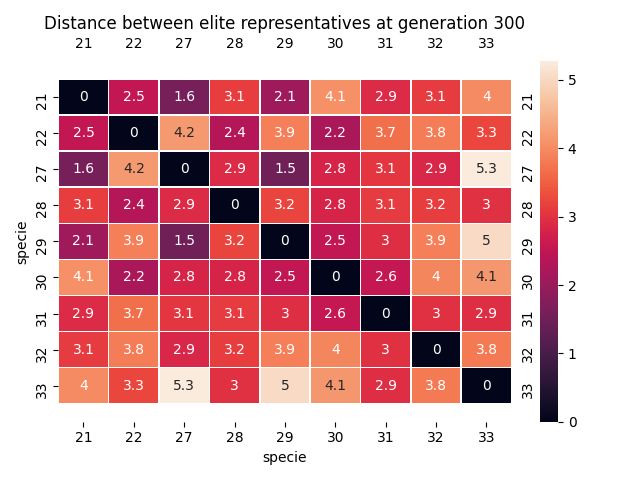 Distance between elite representatives at generation 300
21 22 27 28 29 30 31 32 33
21 0 2.5 1.6 3.1 2.1 4.1 2.9 3.1 4 21
22 2.5 0 4.2 2.4 3.9 2.2 3.7 3.8 3.3 22
27 1.6 4.2 0 2.9 1.5 2.8 3.1 2.9 5.3 27
28 3.1 2.4 2.9 0 3.2 2.8 3.1 3.2 3 28
29 2.1 3.9 1.5 3.2 0 2.5 3 3.9 5 29
30 4.1 2.2 2.8 2.8 2.5 0 2.6 4 4.1 30
31 2.9 3.7 3.1 3.1 3 2.6 0 3 2.9 31
32 3.1 3.8 2.9 3.2 3.9 4 3 0 3.8 32
33 4 3.3 5.3 3 5 4.1 2.9 3.8 0 33
21 22 27 28 29 30 31 32 33
specie
specie
5
4
3
2
1
0